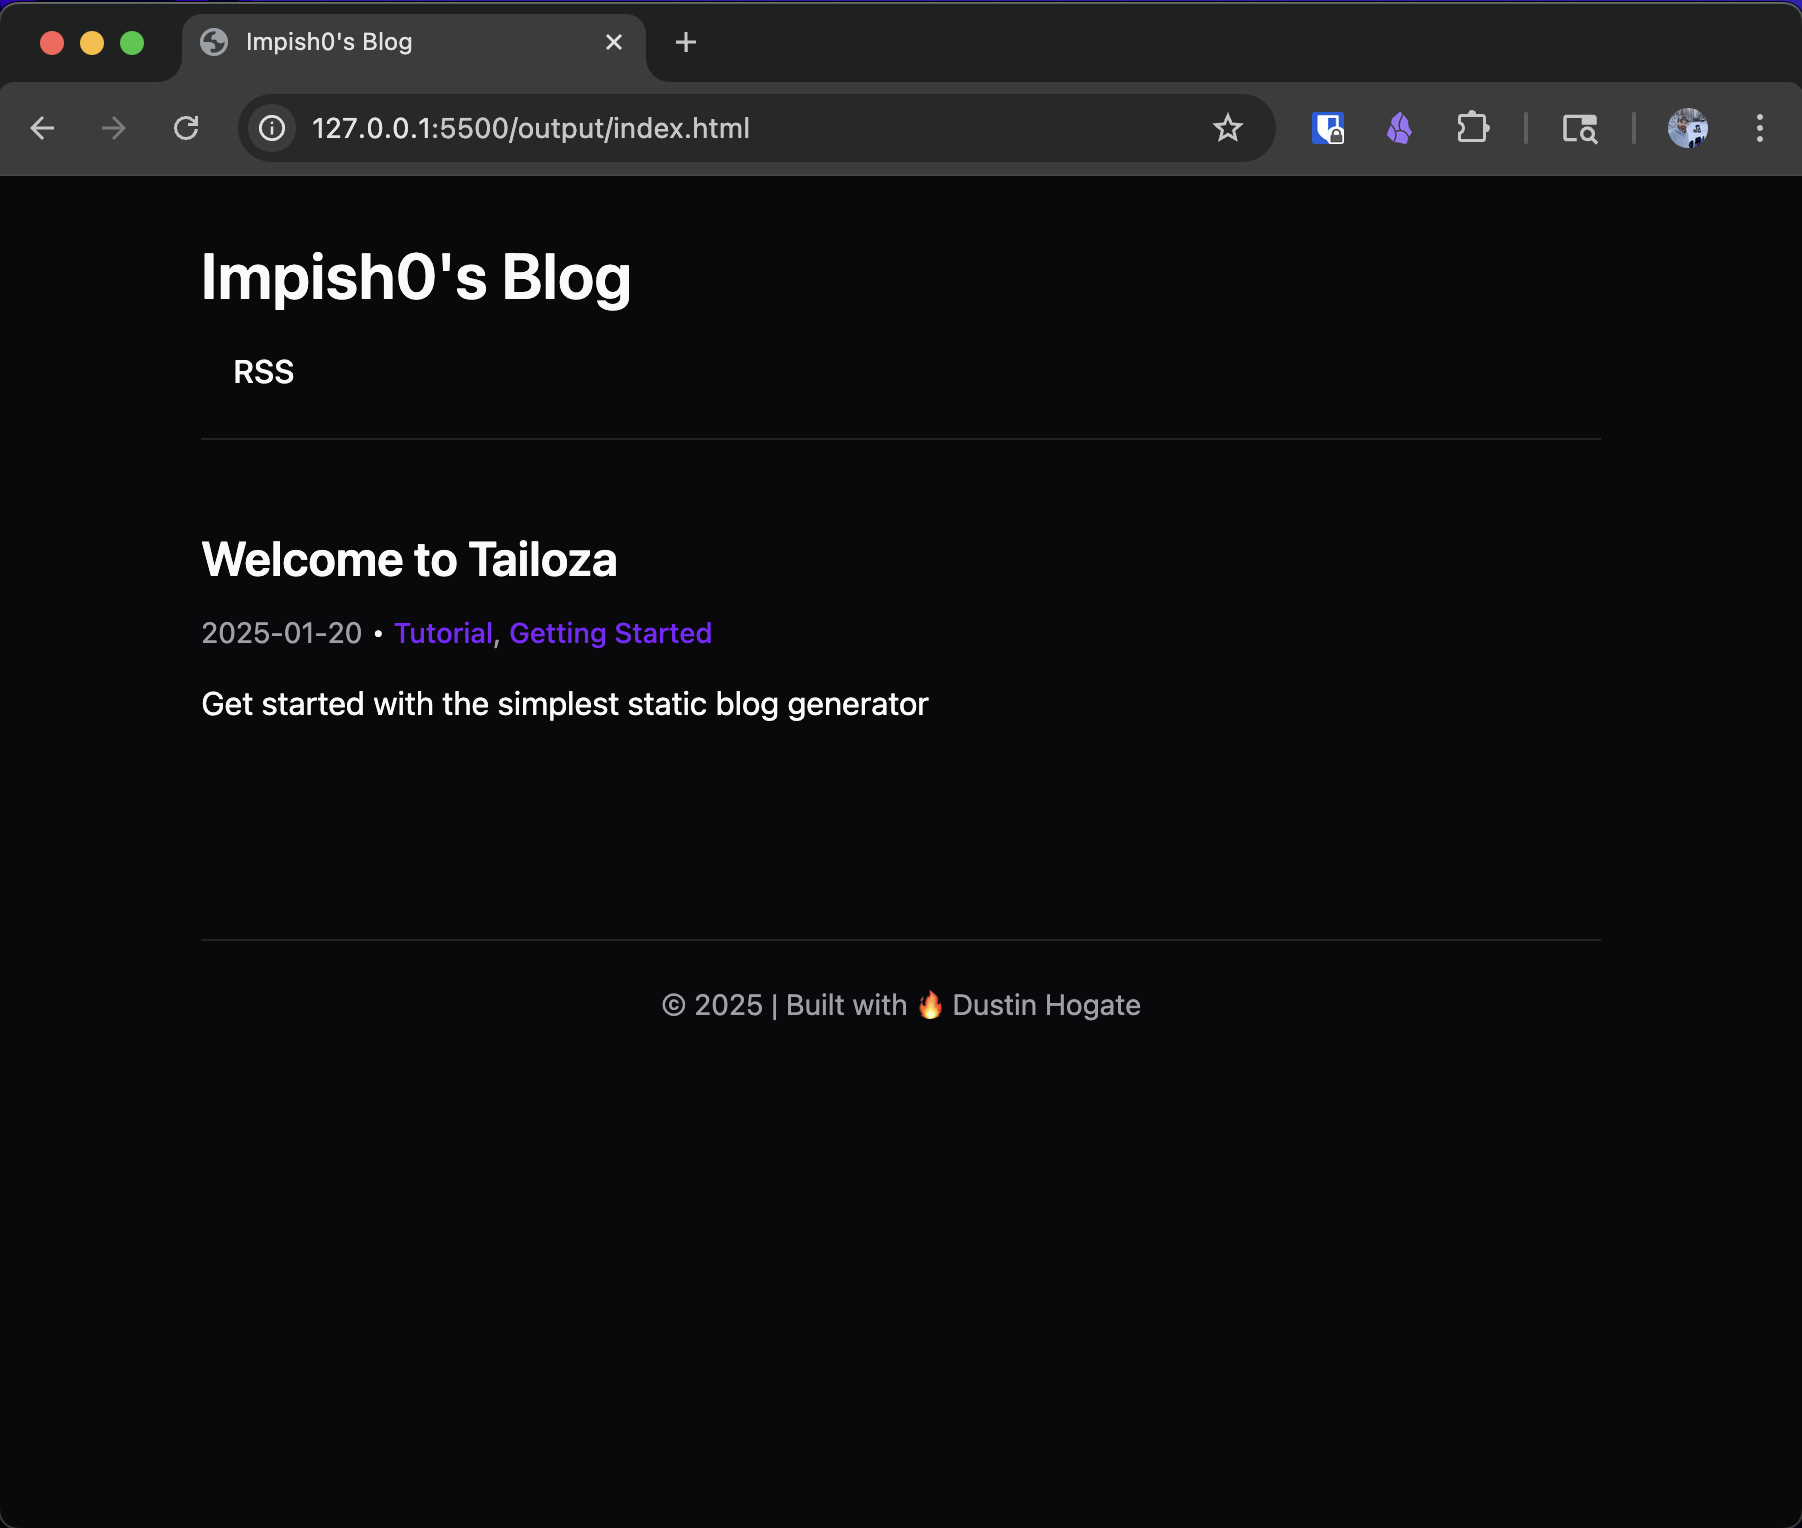 Impish0's Blog
127.0.0.1:5500/output/index.html
Impish0's Blog
RSS
Welcome to Tailoza
2025-01-20 • Tutorial, Getting Started
Get started with the simplest static blog generator
© 2025 | Built with 🔥 Dustin Hogate